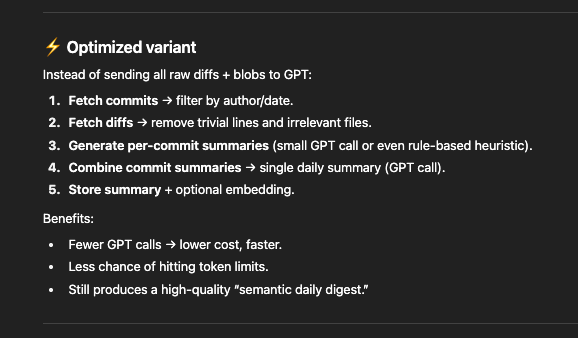 ⚡ Optimized variant
Instead of sending all raw diffs + blobs to GPT:
1. Fetch commits → filter by author/date.
2. Fetch diffs → remove trivial lines and irrelevant files.
3. Generate per-commit summaries (small GPT call or even rule-based heuristic).
4. Combine commit summaries → single daily summary (GPT call).
5. Store summary + optional embedding.
Benefits:
• Fewer GPT calls → lower cost, faster.
• Less chance of hitting token limits.
• Still produces a high-quality “semantic daily digest.”